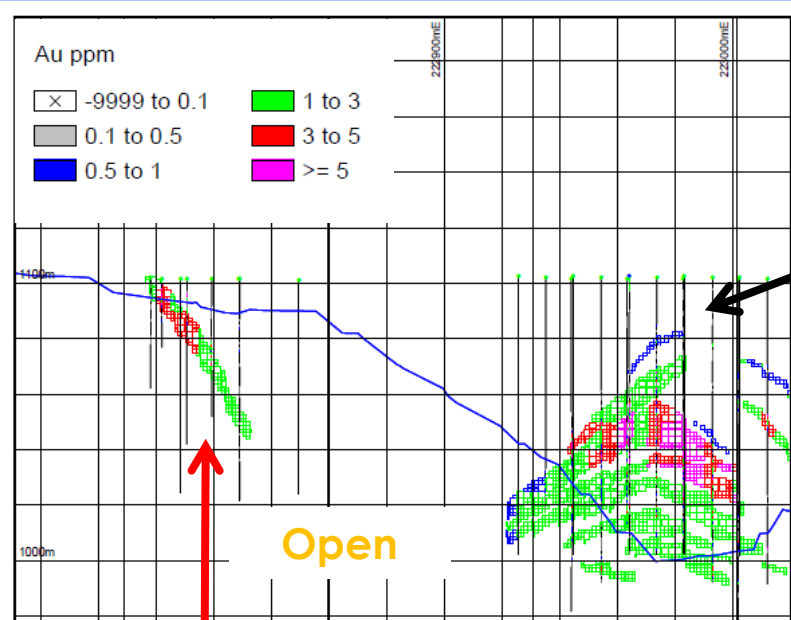 Au ppm
-9999 to 0.1
0.1 to 0.5
0.5 to 1
1 to 3
3 to 5
>= 5
222900mE
223000mE
1100m
Open
1000m